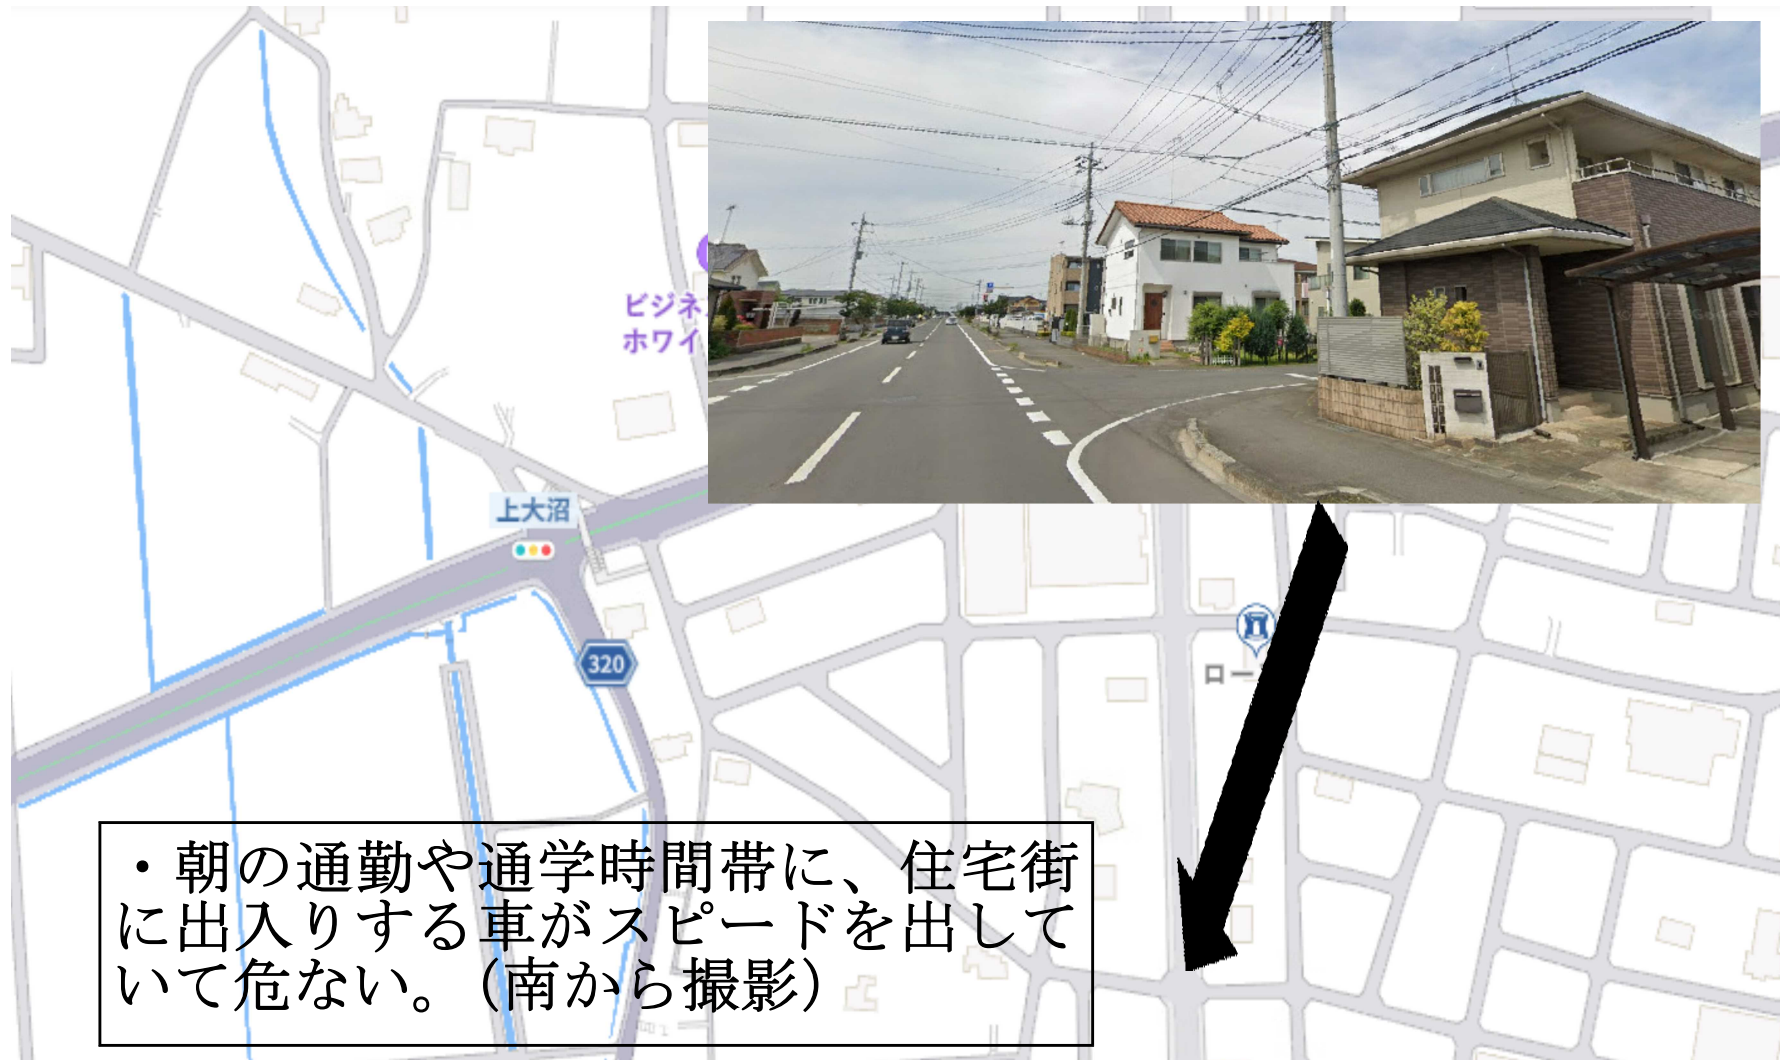 ビジネ
ホワイ
上大沼
320
ロー
・朝の通勤や通学時間帯に、住宅街
に出入りする車がスピードを出して
いて危ない。（南から撮影）